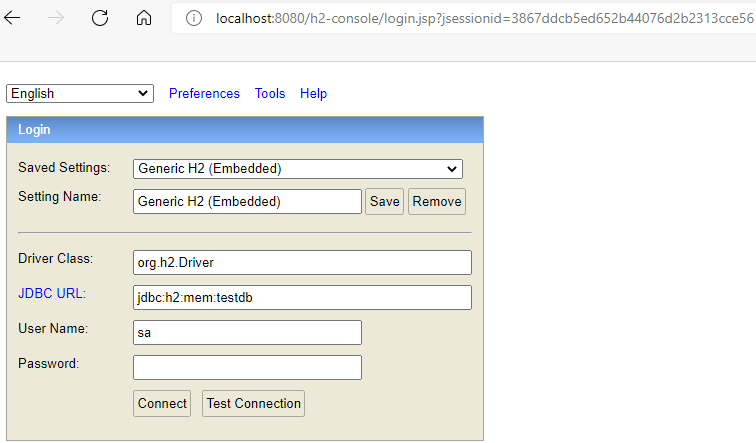 localhost:8080/h2-console/login.jsp?jsessionid=3867ddcb5ed652b44076d2b2313cce56
English Preferences Tools Help
Login
Saved Settings: Generic H2 (Embedded)
Setting Name: Generic H2 (Embedded) Save Remove
Driver Class: org.h2.Driver
JDBC URL: jdbc:h2:mem:testdb
User Name: sa
Password:
Connect Test Connection